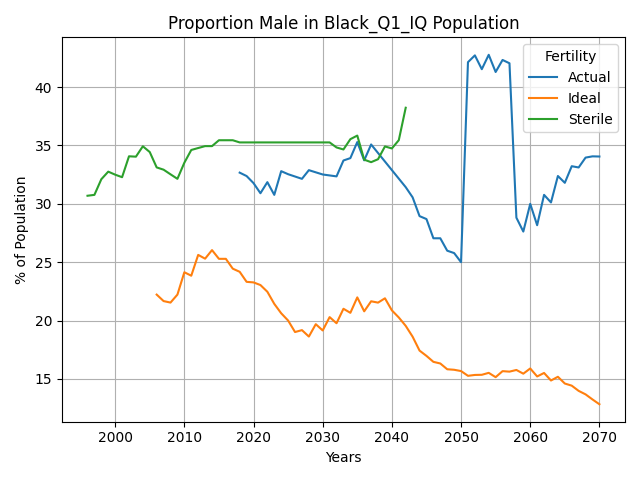 Proportion Male in Black_Q1_IQ Population
Fertility
Actual
Ideal
Sterile
% of Population
40
35
30
25
20
15
2000
2010
2020
2030
2040
2050
2060
2070
Years